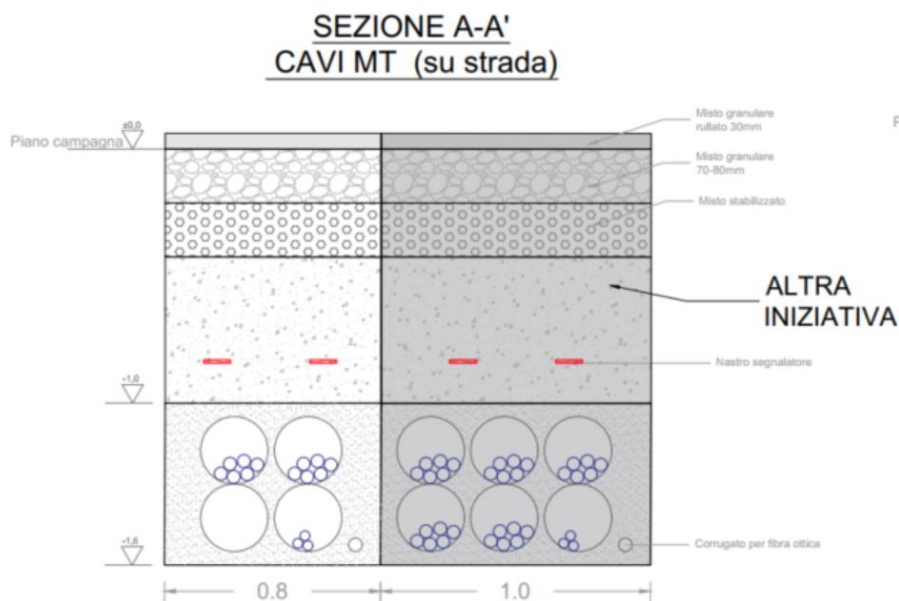 SEZIONE A-A'
CAVI MT (su strada)
±0.0
Piano campagna
Misto granulare
rullato 30mm
Misto granulare
70-80mm
Misto stabilizzato
ALTRA
INIZIATIVA
Nastro segnalatore
-1,0
-1,6
Corrugato per fibra ottica
0.8
1.0